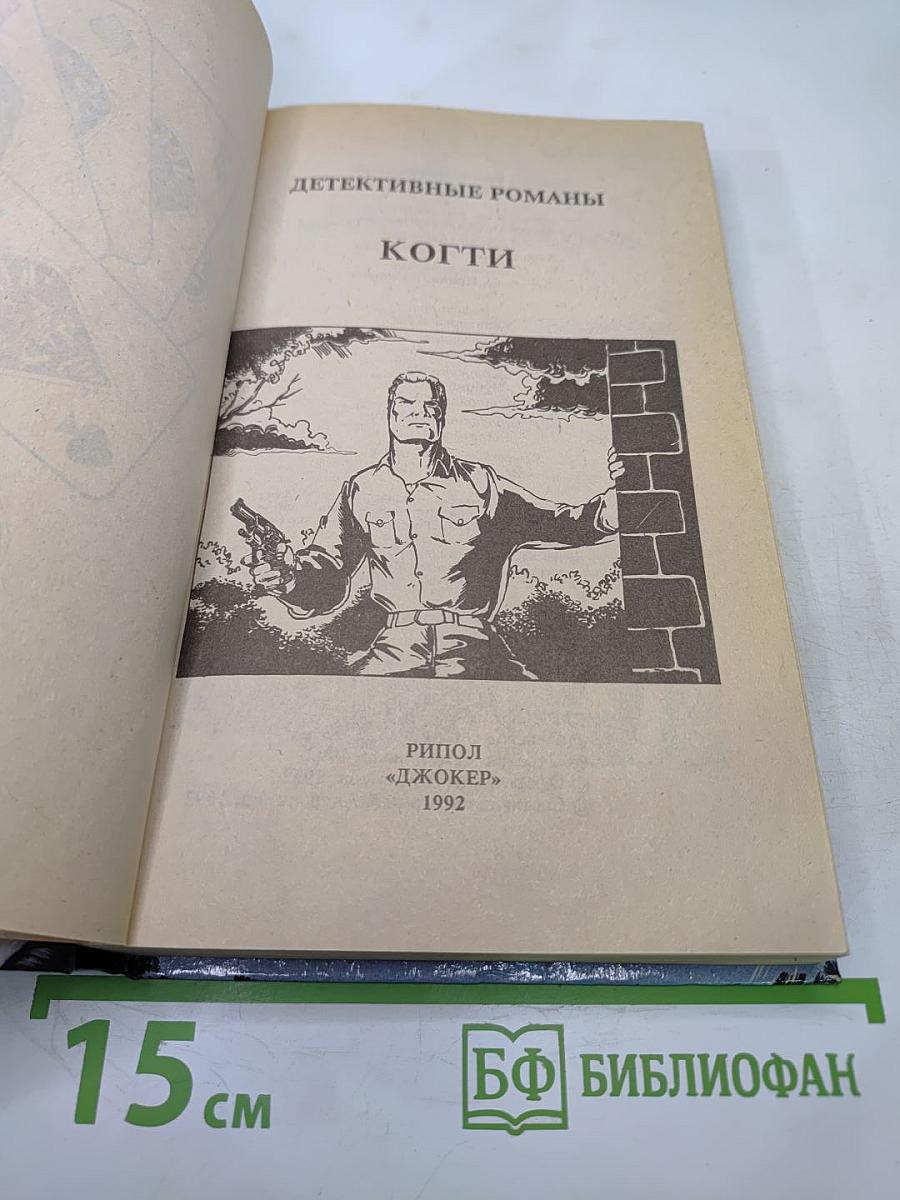 ДЕТЕКТИВНЫЕ РОМАНЫ
КОГТИ
РИПОЛ
«ДЖОКЕР»
1992
15 см
БФ БИБЛИОФАН